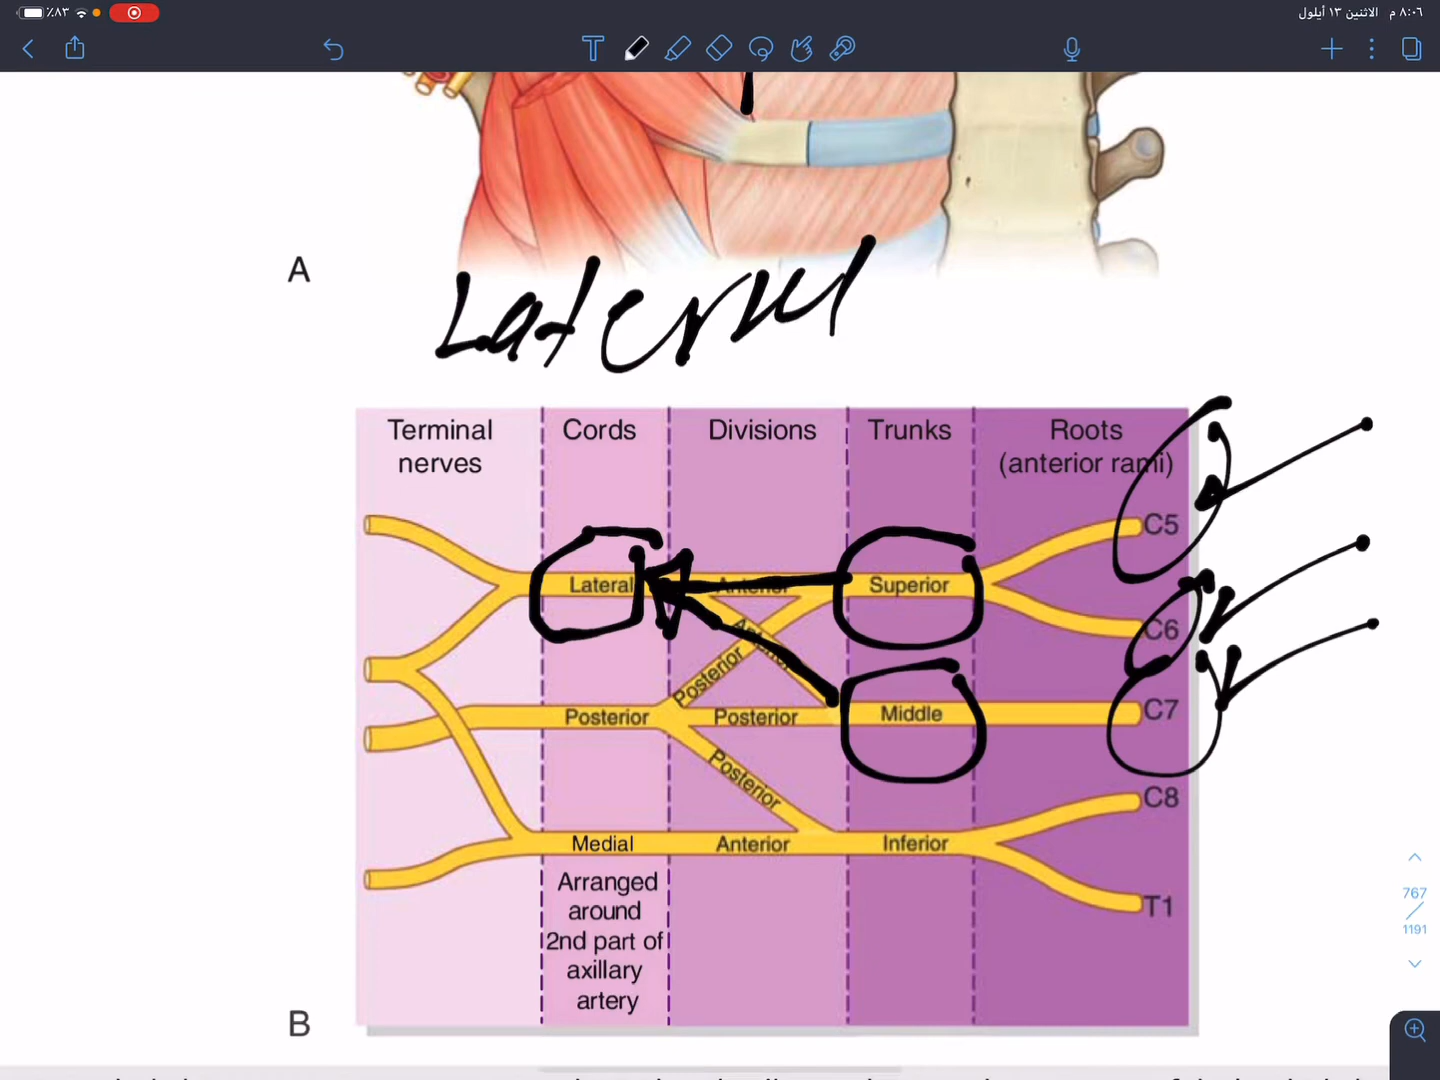 ٪٨٣
٨:٠٦ م الاثنين ١٣ أيلول
T
A
Lateral
Terminal nerves
Cords
Divisions
Trunks
Roots (anterior rami)
Lateral
Anterior
Superior
C5
Anterior
Posterior
C6
Posterior
Posterior
Middle
C7
Posterior
C8
Medial
Anterior
Inferior
T1
Arranged
around
2nd part of
axillary
artery
B
767
1191